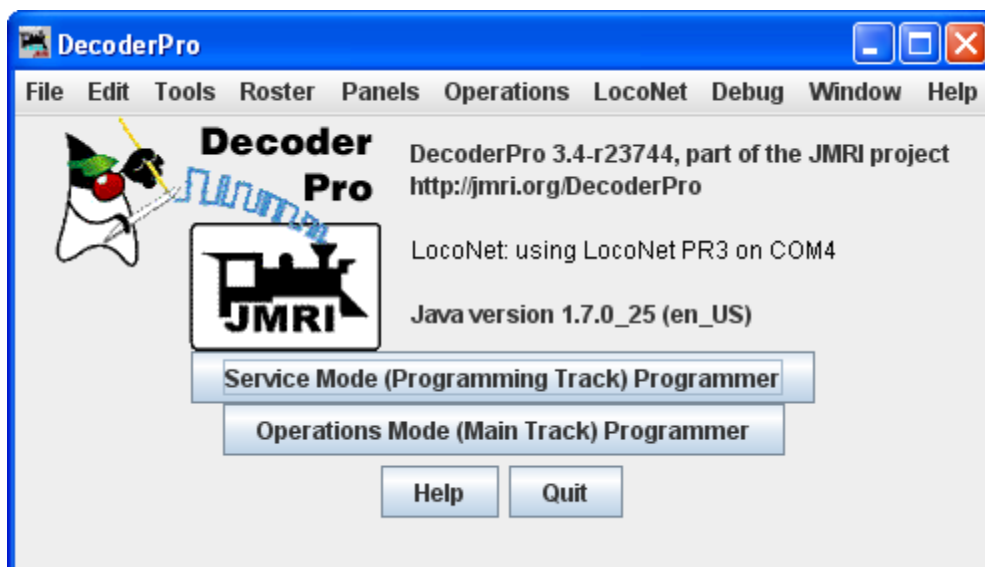 DecoderPro
File Edit Tools Roster Panels Operations LocoNet Debug Window Help
Decoder
Pro
JMRI
DecoderPro 3.4-r23744, part of the JMRI project
http://jmri.org/DecoderPro
LocoNet: using LocoNet PR3 on COM4
Java version 1.7.0_25 (en_US)
Service Mode (Programming Track) Programmer
Operations Mode (Main Track) Programmer
Help Quit